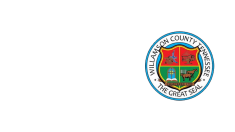 WILLIAMSON COUNTY, TENNESSEE
THE GREAT SEAL